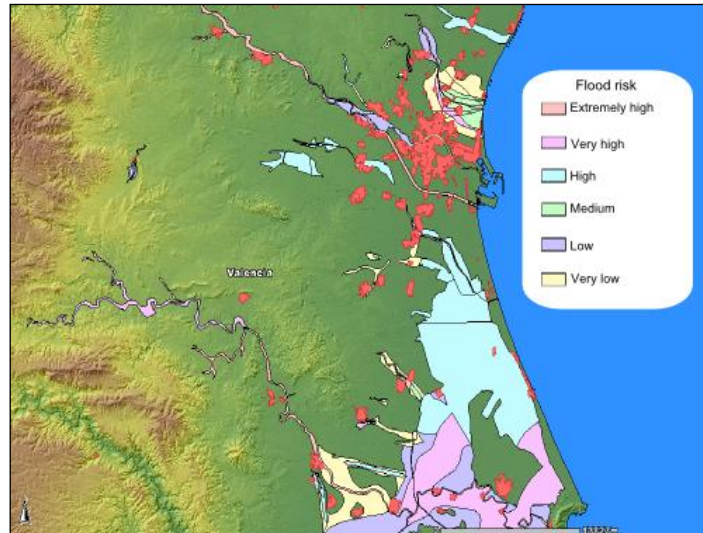 Flood risk
Extremely high
Very high
High
Medium
Low
Very low
Valencia